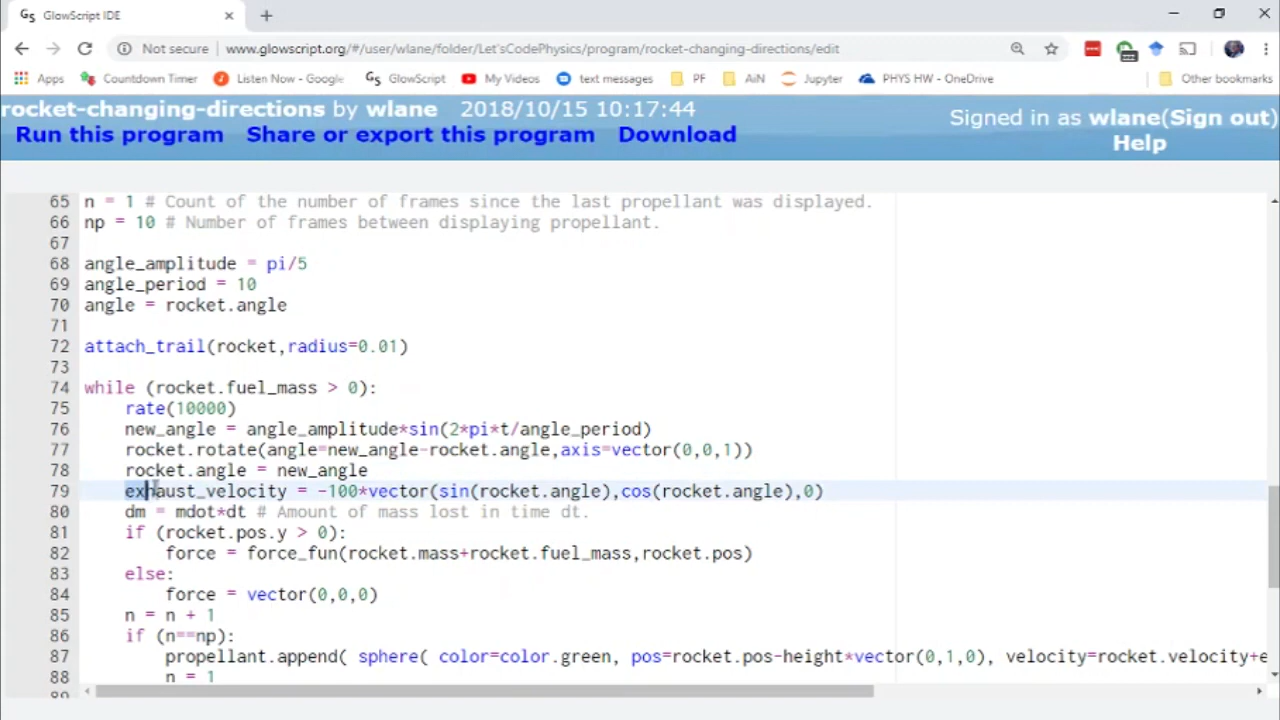 GS GlowScript IDE
Not secure www.glowscript.org/#/user/wlane/folder/Let'sCodePhysics/program/rocket-changing-directions/edit
Apps Countdown Timer Listen Now - Google GlowScript My Videos text messages PF AiN Jupyter PHYS HW - OneDrive Other bookmarks
rocket-changing-directions by wlane 2018/10/15 10:17:44 Signed in as wlane(Sign out)
Run this program Share or export this program Download Help
65 n = 1 # Count of the number of frames since the last propellant was displayed.
66 np = 10 # Number of frames between displaying propellant.
67
68 angle_amplitude = pi/5
69 angle_period = 10
70 angle = rocket.angle
71
72 attach_trail(rocket,radius=0.01)
73
74 while (rocket.fuel_mass > 0):
75 rate(10000)
76 new_angle = angle_amplitude*sin(2*pi*t/angle_period)
77 rocket.rotate(angle=new_angle-rocket.angle,axis=vector(0,0,1))
78 rocket.angle = new_angle
79 exhaust_velocity = -100*vector(sin(rocket.angle),cos(rocket.angle),0)
80 dm = mdot*dt # Amount of mass lost in time dt.
81 if (rocket.pos.y > 0):
82 force = force_fun(rocket.mass+rocket.fuel_mass,rocket.pos)
83 else:
84 force = vector(0,0,0)
85 n = n + 1
86 if (n==np):
87 propellant.append( sphere( color=color.green, pos=rocket.pos-height*vector(0,1,0), velocity=rocket.velocity+e
88 n = 1
89